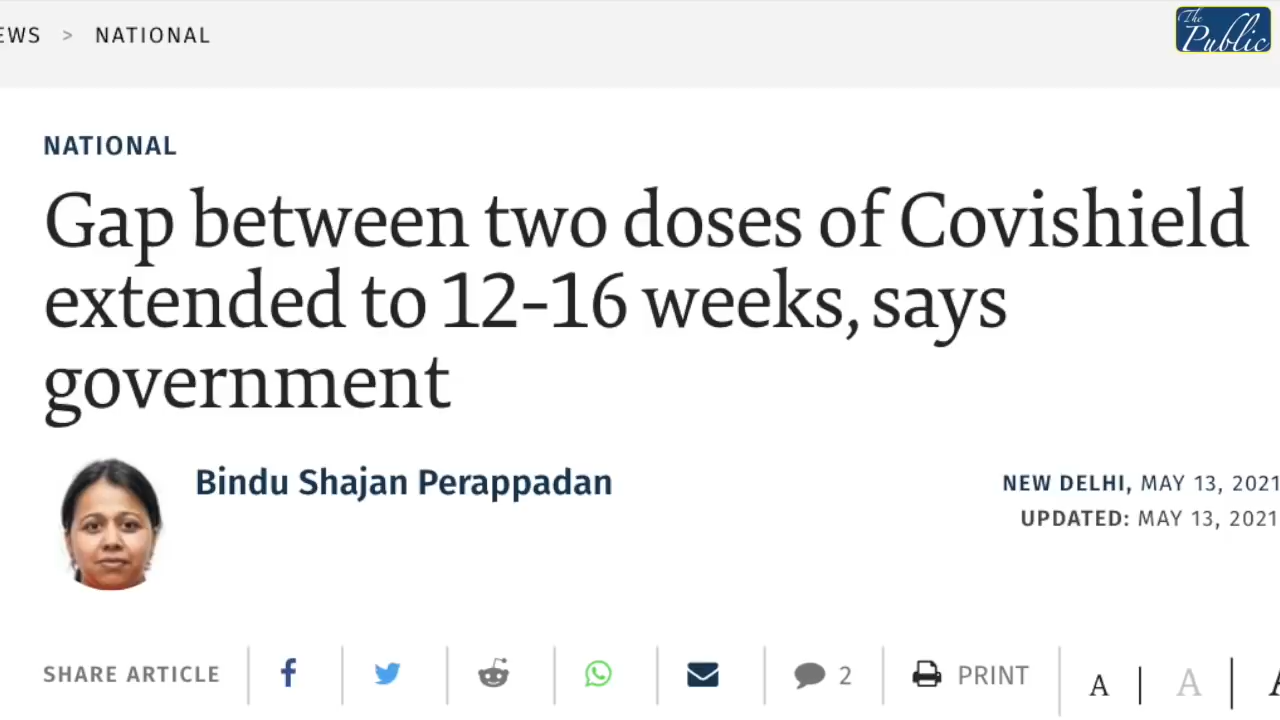 EWS > NATIONAL
The
Public
NATIONAL
Gap between two doses of Covishield
extended to 12-16 weeks, says
government
Bindu Shajan Perappadan
NEW DELHI, MAY 13, 2021
UPDATED: MAY 13, 2021
SHARE ARTICLE
2
PRINT
A | A | A